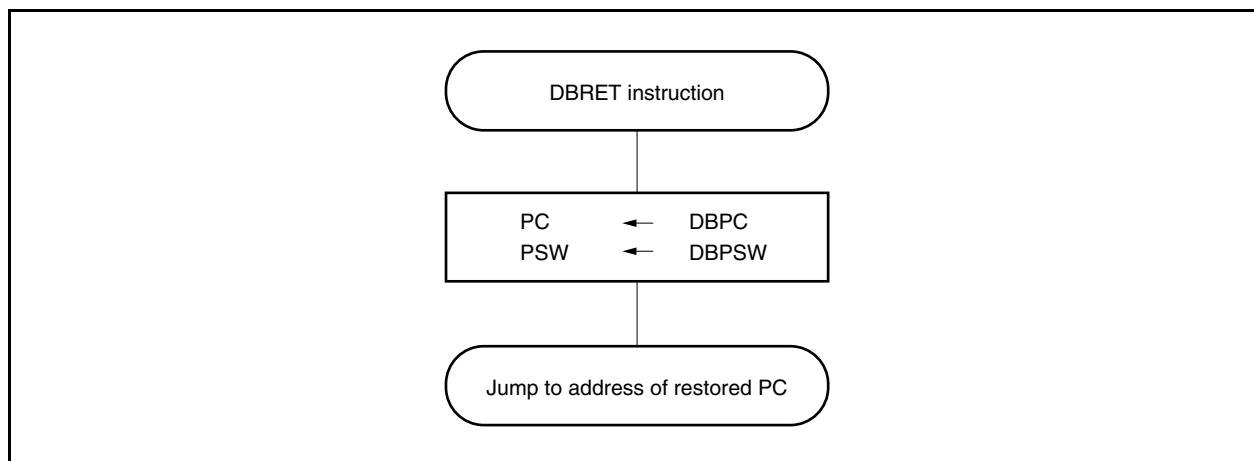 DBRET instruction
PC ← DBPC
PSW ← DBPSW
Jump to address of restored PC